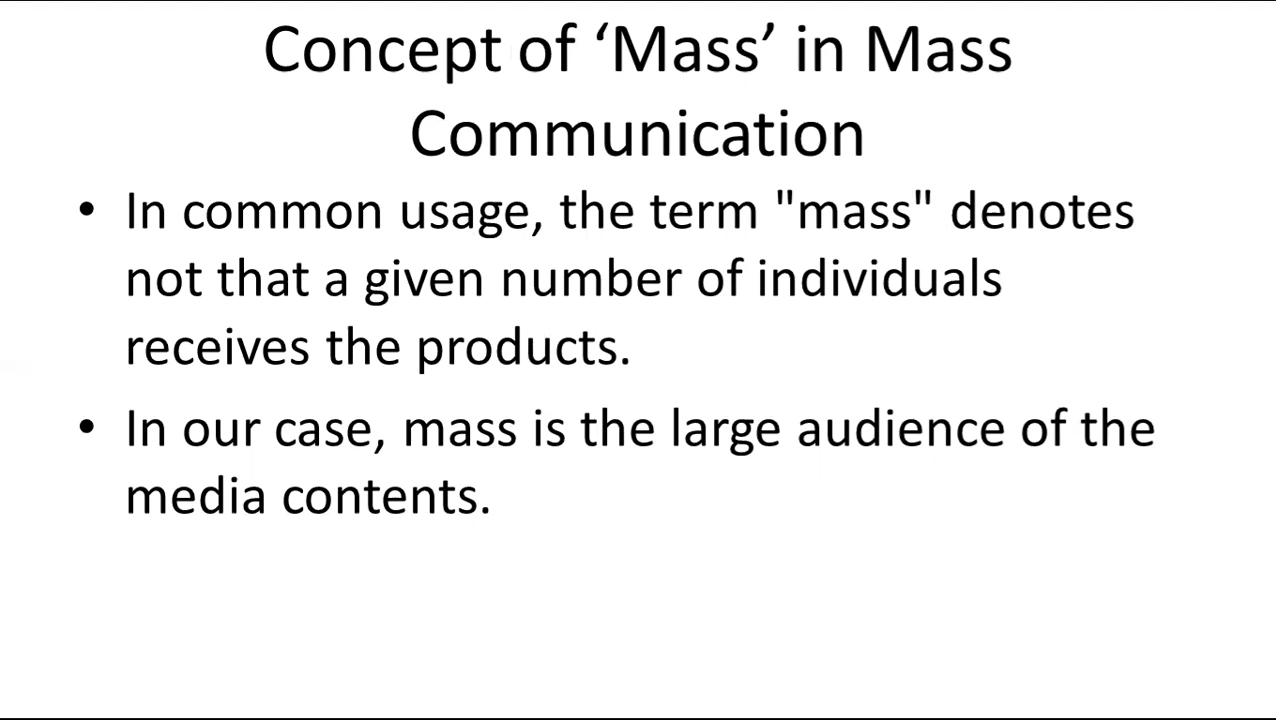 Concept of ‘Mass’ in Mass
Communication
• In common usage, the term "mass" denotes
not that a given number of individuals
receives the products.
• In our case, mass is the large audience of the
media contents.